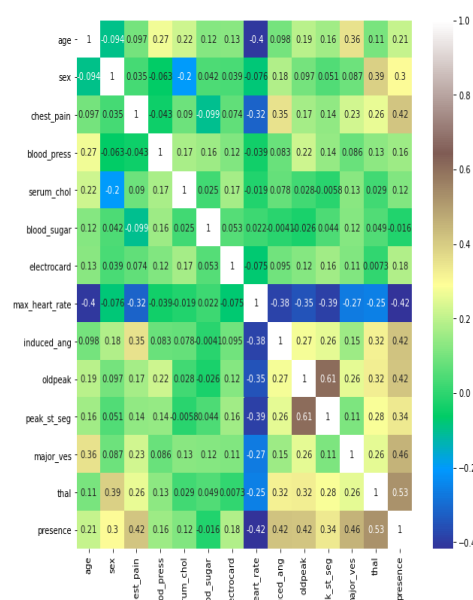 1.0
age 1 -0.094 0.097 0.27 0.22 0.12 0.13 -0.4 0.098 0.19 0.16 0.36 0.11 0.21
sex -0.094 1 0.035 -0.063 -0.2 0.042 0.039 -0.076 0.18 0.097 0.051 0.087 0.39 0.3
0.8
chest_pain -0.097 0.035 1 -0.043 0.09 -0.099 0.074 -0.32 0.35 0.17 0.14 0.23 0.26 0.42
blood_press 0.27 -0.063 -0.043 1 0.17 0.16 0.12 -0.039 0.083 0.22 0.14 0.086 0.13 0.16
0.6
serum_chol 0.22 -0.2 0.09 0.17 1 0.025 0.17 -0.019 0.078 0.028 -0.0058 0.13 0.029 0.12
blood_sugar 0.12 0.042 -0.099 0.16 0.025 1 0.053 0.022 -0.0041 -0.026 0.044 0.12 0.049 -0.016
0.4
electrocard 0.13 0.039 0.074 0.12 0.17 0.053 1 -0.075 0.095 0.12 0.16 0.11 0.0073 0.18
max_heart_rate -0.4 -0.076 -0.32 -0.039 -0.019 0.022 -0.075 1 -0.38 -0.35 -0.39 -0.27 -0.25 -0.42
0.2
induced_ang 0.098 0.18 0.35 0.083 0.078 -0.0041 0.095 -0.38 1 0.27 0.26 0.15 0.32 0.42
oldpeak 0.19 0.097 0.17 0.22 0.028 -0.026 0.12 -0.35 0.27 1 0.61 0.26 0.32 0.42
0.0
peak_st_seg 0.16 0.051 0.14 0.14 -0.0058 0.044 0.16 -0.39 0.26 0.61 1 0.11 0.28 0.34
major_ves 0.36 0.087 0.23 0.086 0.13 0.12 0.11 -0.27 0.15 0.26 0.11 1 0.26 0.46
-0.2
thal 0.11 0.39 0.26 0.13 0.029 0.049 0.0073 -0.25 0.32 0.32 0.28 0.26 1 0.53
presence 0.21 0.3 0.42 0.16 0.12 -0.016 0.18 -0.42 0.42 0.42 0.34 0.46 0.53 1
-0.4
age sex est_pain od_press rum_chol od_sugar ectrocard eart_rate ced_ang oldpeak k_st_seg ajor_ves thal presence